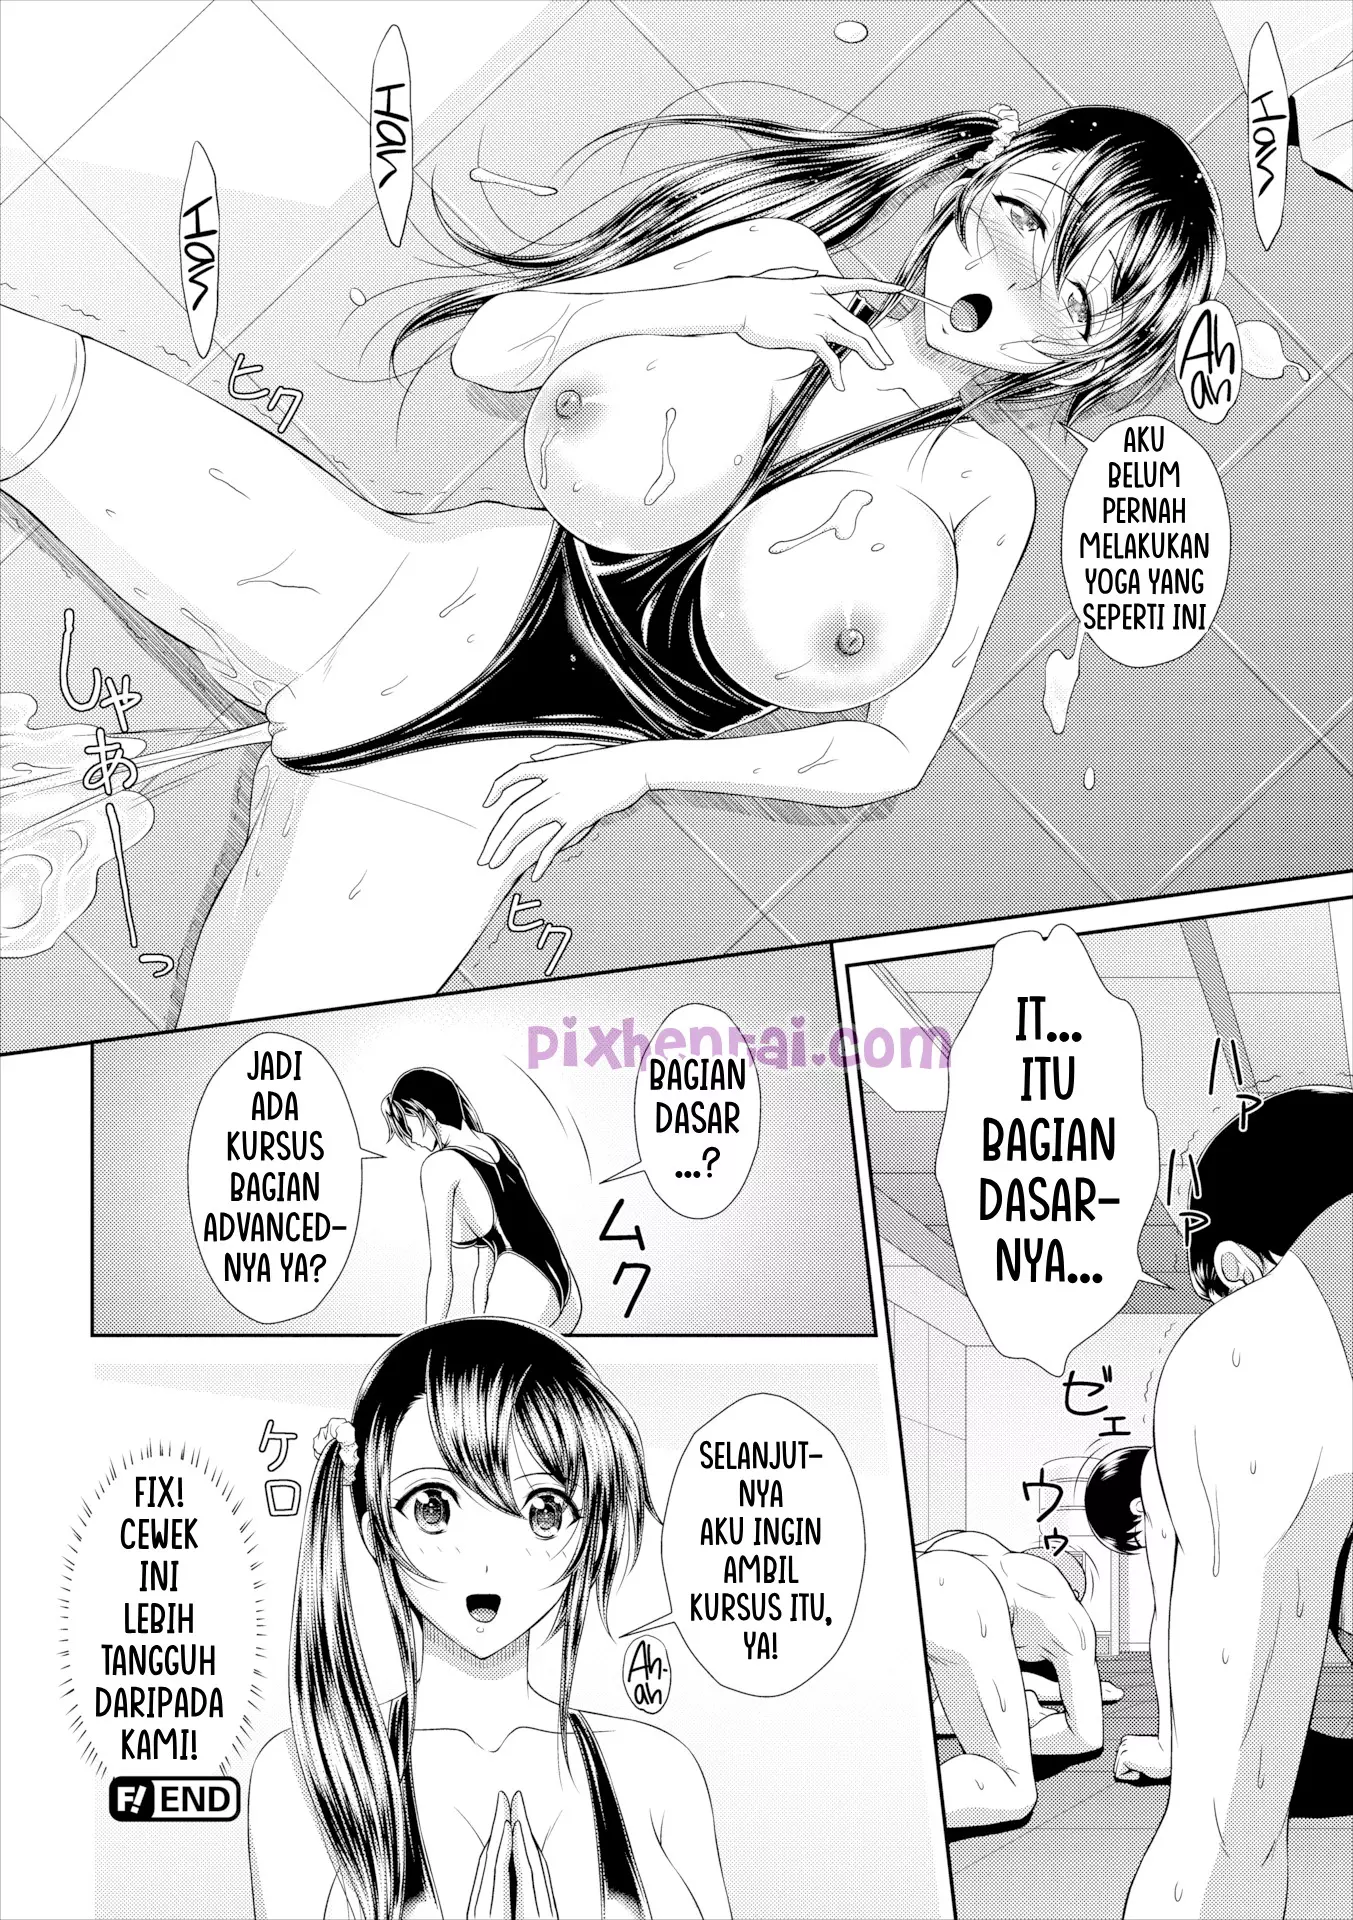 Hah
Hah
Hah
Hah
ヒク
Ah
ah
AKU
BELUM
PERNAH
MELAKUKAN
YOGA YANG
SEPERTI INI
しゃあーーっ
ヒク
pixhentai.com
IT...
ITU
BAGIAN
DASAR-
NYA...
ハァ
ハァ
BAGIAN
DASAR
...?
JADI
ADA
KURSUS
BAGIAN
ADVANCED-
NYA YA?
ムク
ゼェ
ウゥ
ケロ
SELANJUT-
NYA
AKU INGIN
AMBIL
KURSUS ITU,
YA!
Ah-
ah
FIX!
CEWEK
INI
LEBIH
TANGGUH
DARIPADA
KAMI!
F! END